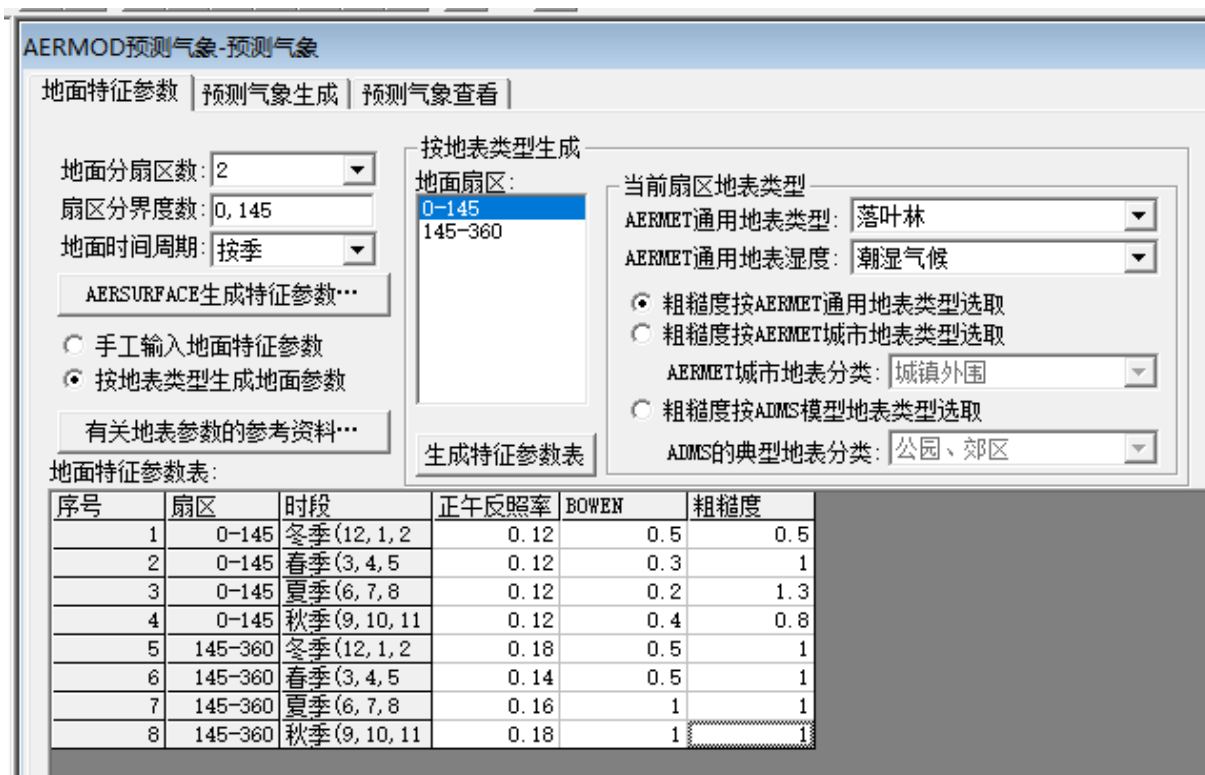 AERMOD预测气象-预测气象
地面特征参数 预测气象生成 预测气象查看
地面分扇区数: 2
扇区分界度数: 0,145
地面时间周期: 按季
AERSURFACE生成特征参数…
手工输入地面特征参数
按地表类型生成地面参数
有关地表参数的参考资料…
按地表类型生成
地面扇区:
0-145
145-360
生成特征参数表
当前扇区地表类型
AERMET通用地表类型: 落叶林
AERMET通用地表湿度: 潮湿气候
粗糙度按AERMET通用地表类型选取
粗糙度按AERMET城市地表类型选取
AERMET城市地表分类: 城镇外围
粗糙度按ADMS模型地表类型选取
ADMS的典型地表分类: 公园、郊区
地面特征参数表:
序号 扇区 时段 正午反照率 BOWEN 粗糙度
1 0-145 冬季(12,1,2 0.12 0.5 0.5
2 0-145 春季(3,4,5 0.12 0.3 1
3 0-145 夏季(6,7,8 0.12 0.2 1.3
4 0-145 秋季(9,10,11 0.12 0.4 0.8
5 145-360 冬季(12,1,2 0.18 0.5 1
6 145-360 春季(3,4,5 0.14 0.5 1
7 145-360 夏季(6,7,8 0.16 1 1
8 145-360 秋季(9,10,11 0.18 1 1